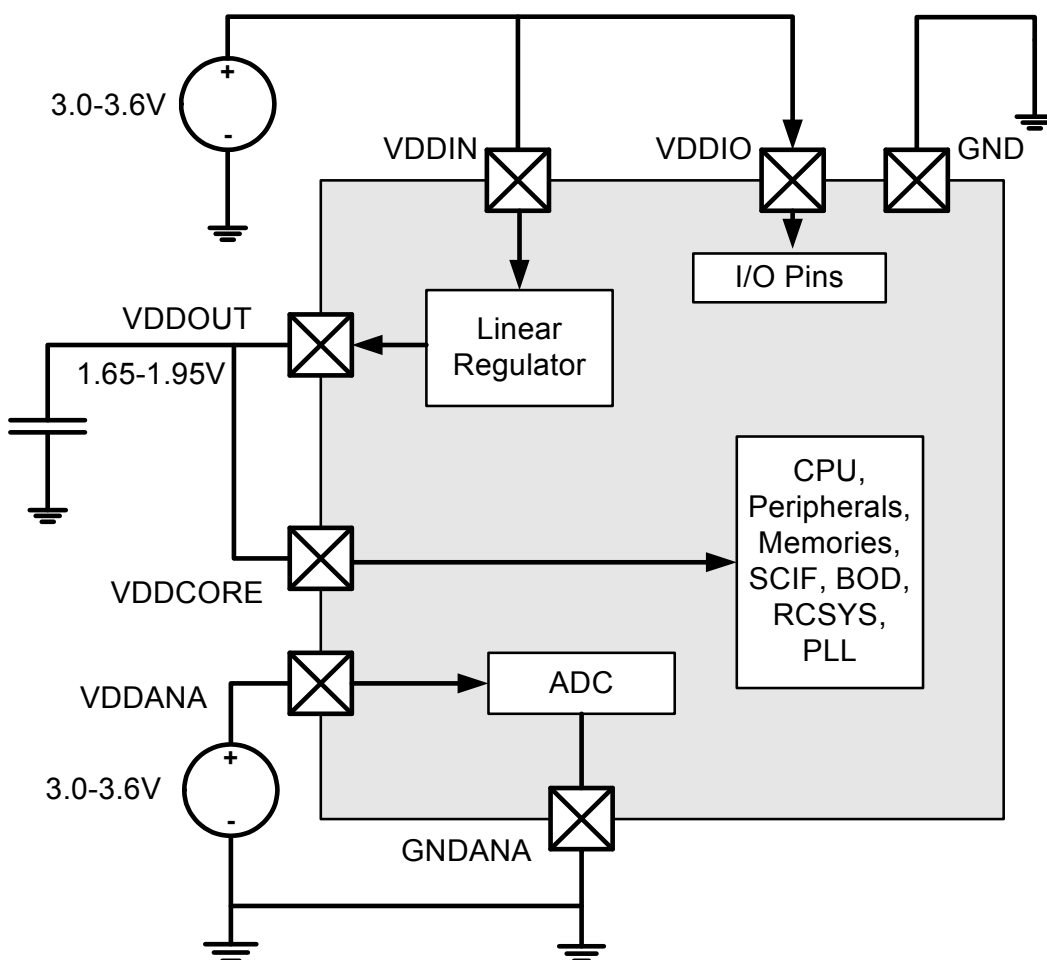 +
3.0-3.6V
-
VDDIN
VDDIO
GND
I/O Pins
VDDOUT
1.65-1.95V
Linear
Regulator
CPU,
Peripherals,
Memories,
SCIF, BOD,
RCSYS,
PLL
VDDCORE
VDDANA
ADC
+
3.0-3.6V
-
GNDANA